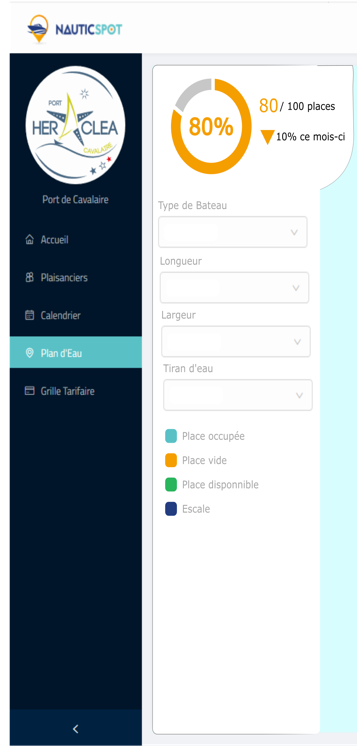 NAUTICSPOT
PORT
HERACLEA
CAVALAIRE
Port de Cavalaire
Accueil
Plaisanciers
Calendrier
Plan d'Eau
Grille Tarifaire
80%
80/ 100 places
10% ce mois-ci
Type de Bateau
Longueur
Largeur
Tiran d'eau
Place occupée
Place vide
Place disponnible
Escale